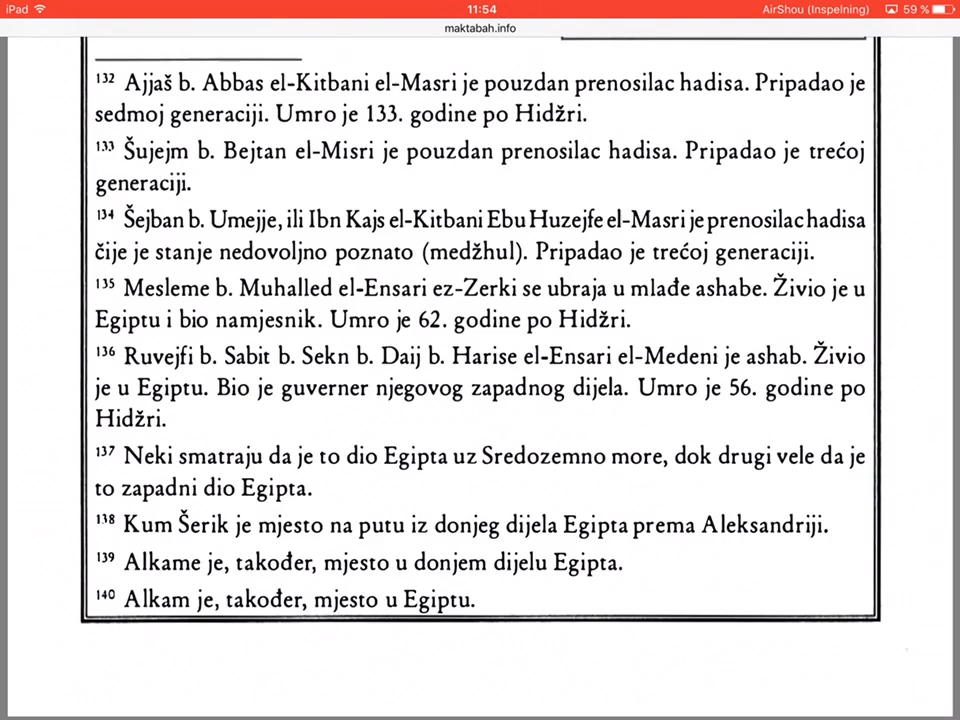 iPad 11:54 AirShou (Inspelning) 59 %
maktabah.info
132 Ajjaš b. Abbas el-Kitbani el-Masri je pouzdan prenosilac hadisa. Pripadao je
sedmoj generaciji. Umro je 133. godine po Hidžri.
133 Šujejm b. Bejtan el-Misri je pouzdan prenosilac hadisa. Pripadao je trećoj
generaciji.
134 Šejban b. Umejje, ili Ibn Kajs el-Kitbani Ebu Huzejfe el-Masri je prenosilac hadisa
čije je stanje nedovoljno poznato (medžhul). Pripadao je trećoj generaciji.
135 Mesleme b. Muhalled el-Ensari ez-Zerki se ubraja u mlađe ashabe. Živio je u
Egiptu i bio namjesnik. Umro je 62. godine po Hidžri.
136 Ruvejfi b. Sabit b. Sekn b. Daij b. Harise el-Ensari el-Medeni je ashab. Živio
je u Egiptu. Bio je guverner njegovog zapadnog dijela. Umro je 56. godine po
Hidžri.
137 Neki smatraju da je to dio Egipta uz Sredozemno more, dok drugi vele da je
to zapadni dio Egipta.
138 Kum Šerik je mjesto na putu iz donjeg dijela Egipta prema Aleksandriji.
139 Alkame je, također, mjesto u donjem dijelu Egipta.
140 Alkam je, također, mjesto u Egiptu.